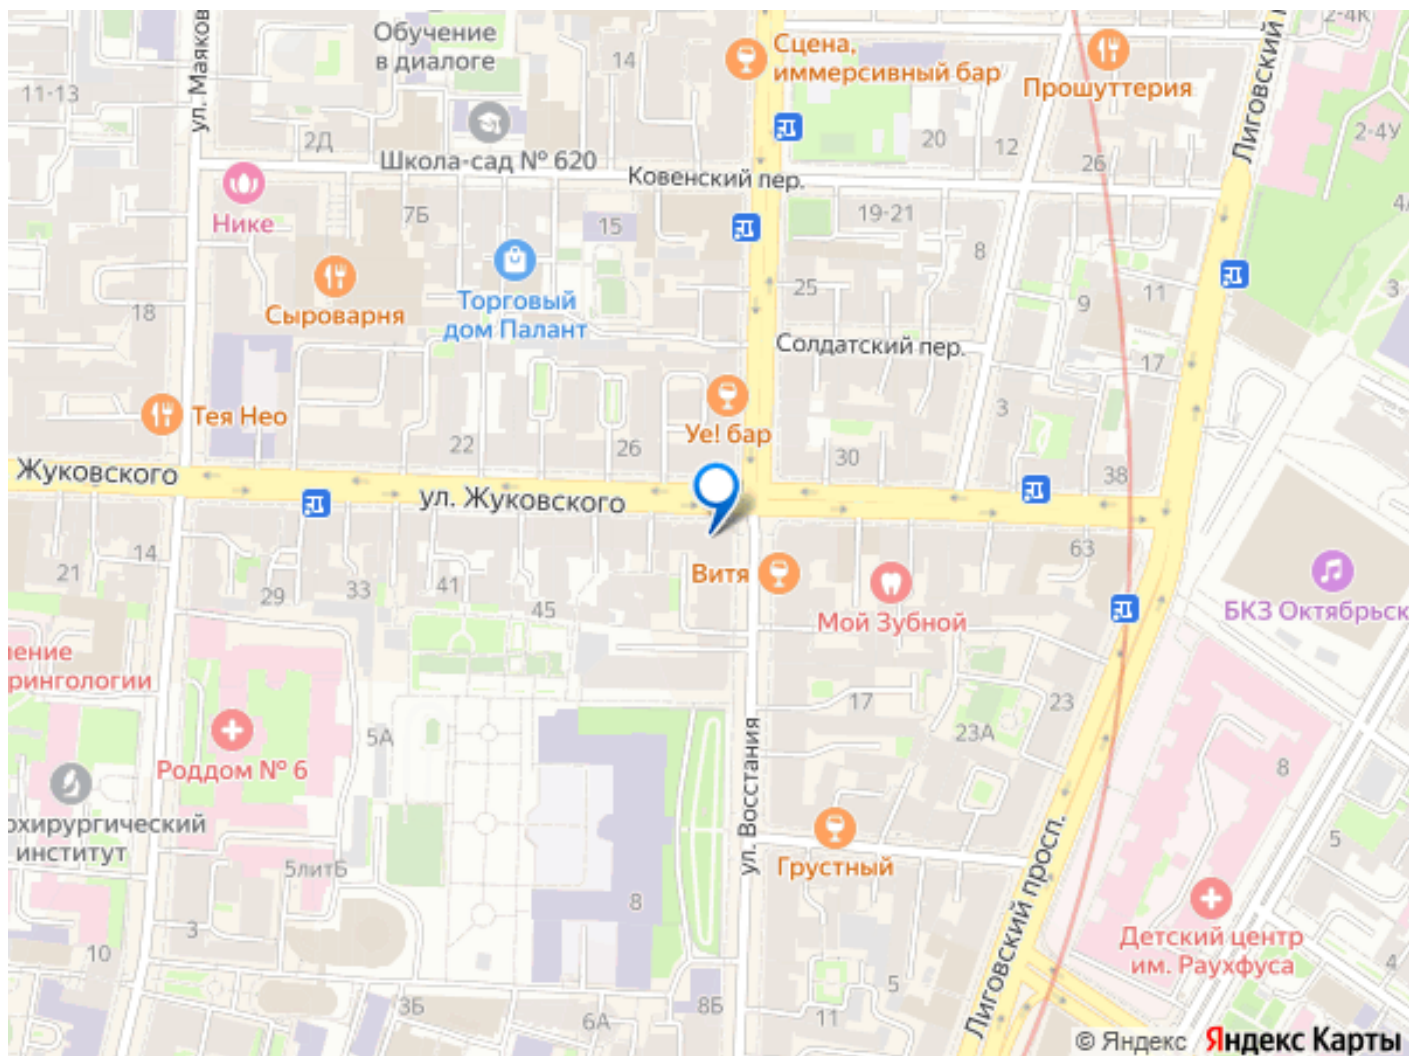 Обучение
в диалоге
14
Сцена,
иммерсивный бар
Прошуттерия
2-4К
Лиговский
11-13
ул. Маяков
2Д
Школа-сад № 620
20
12
26
2-4У
Ковенский пер.
Нике
7Б
15
19-21
8
4/
18
Сыроварня
Торговый
дом Палант
25
9
11
3
Солдатский пер.
17
Тея Нео
22
26
Уе! бар
30
3
38
Жуковского
ул. Жуковского
14
21
29
33
41
45
Витя
Мой Зубной
63
БКЗ Октябрьск
ение
рингологии
17
23
23А
5А
Роддом № 6
8
ул. Восстания
охирургический
институт
5литБ
Грустный
Лиговский просп.
5
3
8
10
Детский центр
им. Раухфуса
4
3Б
6А
8Б
11
5
© Яндекс Яндекс Карты